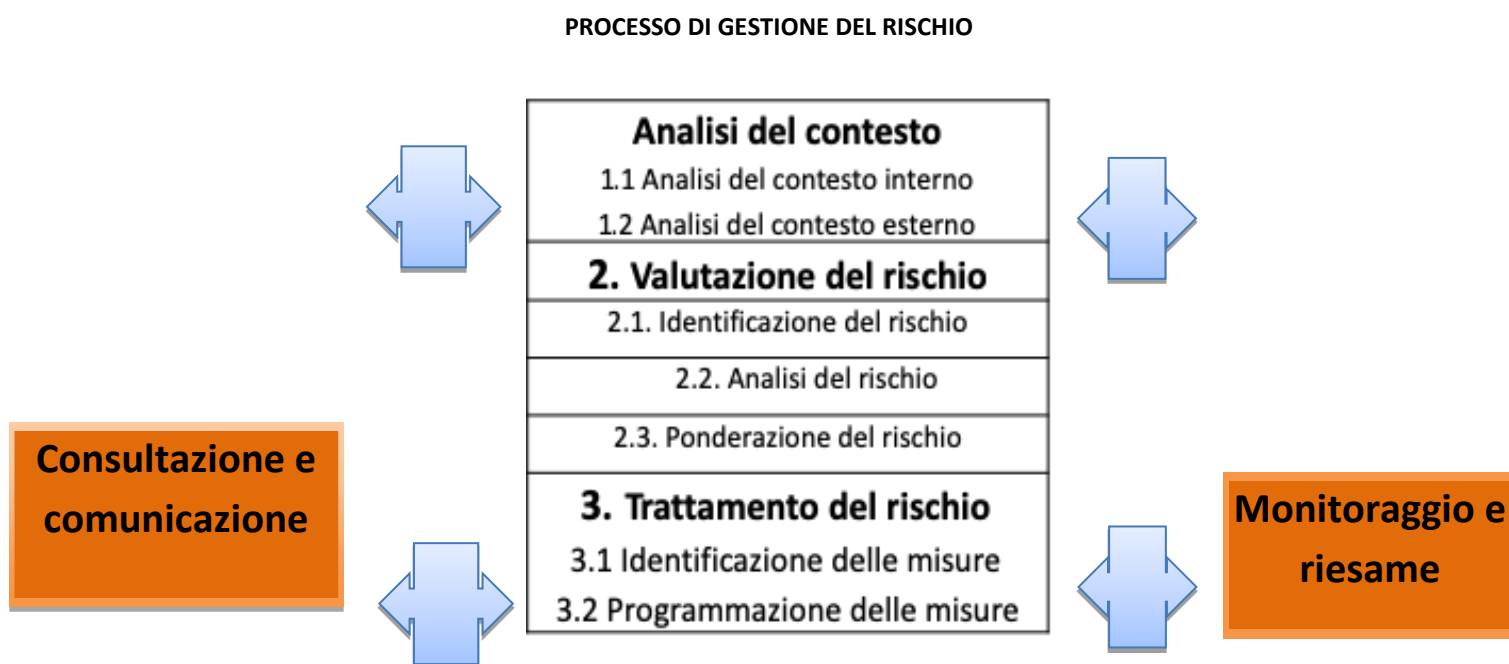 PROCESSO DI GESTIONE DEL RISCHIO
Analisi del contesto
1.1 Analisi del contesto interno
1.2 Analisi del contesto esterno
2. Valutazione del rischio
2.1. Identificazione del rischio
2.2. Analisi del rischio
2.3. Ponderazione del rischio
3. Trattamento del rischio
3.1 Identificazione delle misure
3.2 Programmazione delle misure
Consultazione e
comunicazione
Monitoraggio e
riesame